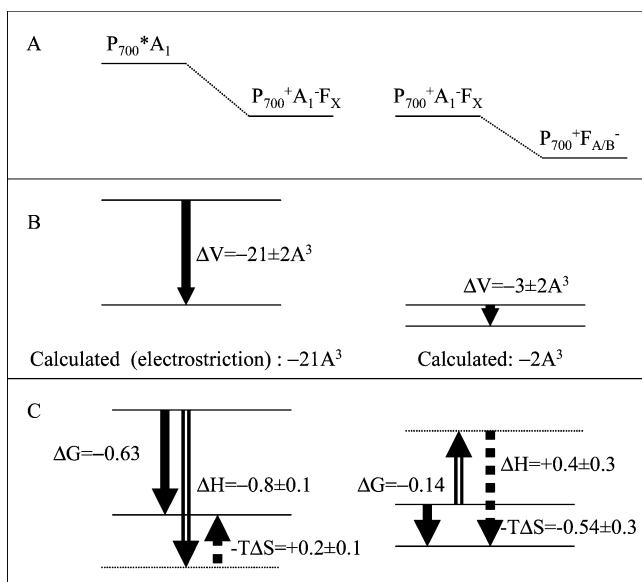 A
P₇₀₀*A₁
P₇₀₀⁺A₁⁻Fₓ
P₇₀₀⁺A₁⁻Fₓ
P₇₀₀⁺F_A/B⁻
B
ΔV=−21±2A³
ΔV=−3±2A³
Calculated (electrostriction) : −21A³
Calculated: −2A³
C
ΔG=−0.63
ΔH=−0.8±0.1
-TΔS=+0.2±0.1
ΔG=−0.14
ΔH=+0.4±0.3
-TΔS=-0.54±0.3